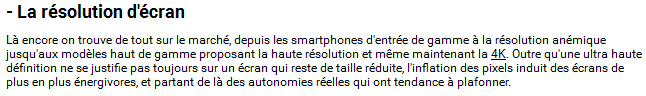 - La résolution d'écran
Là encore on trouve de tout sur le marché, depuis les smartphones d'entrée de gamme à la résolution anémique
jusqu'aux modèles haut de gamme proposant la haute résolution et même maintenant la 4K. Outre qu'une ultra haute
définition ne se justifie pas toujours sur un écran qui reste de taille réduite, l'inflation des pixels induit des écrans de
plus en plus énergivores, et partant de là des autonomies réelles qui ont tendance à plafonner.